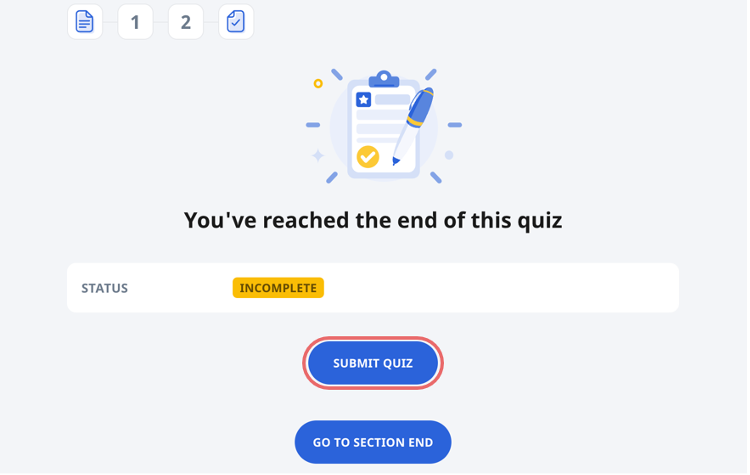 1 2
You've reached the end of this quiz
STATUS INCOMPLETE
SUBMIT QUIZ
GO TO SECTION END